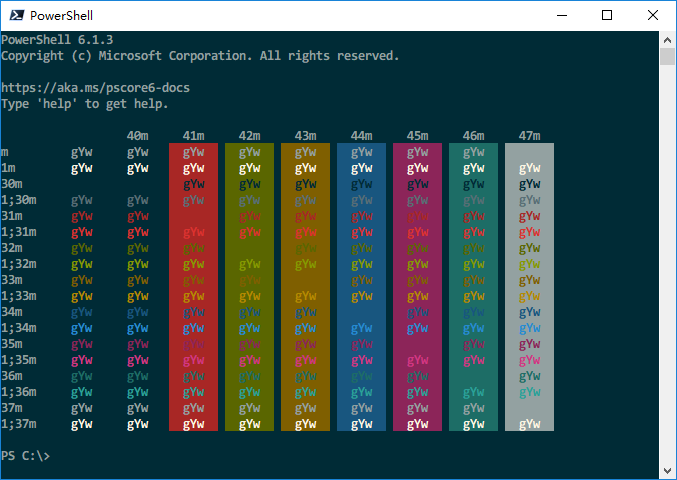 PowerShell
PowerShell 6.1.3
Copyright (c) Microsoft Corporation. All rights reserved.
https://aka.ms/pscore6-docs
Type 'help' to get help.
40m 41m 42m 43m 44m 45m 46m 47m
m gYw gYw gYw gYw gYw gYw gYw gYw
1m gYw gYw gYw gYw gYw gYw gYw gYw gYw
30m gYw gYw gYw gYw gYw gYw gYw
1;30m gYw gYw gYw gYw gYw gYw gYw gYw gYw
31m gYw gYw gYw gYw gYw gYw gYw gYw
1;31m gYw gYw gYw gYw gYw gYw gYw gYw gYw
32m gYw gYw gYw gYw gYw gYw gYw gYw
1;32m gYw gYw gYw gYw gYw gYw gYw gYw gYw
33m gYw gYw gYw gYw gYw gYw gYw gYw
1;33m gYw gYw gYw gYw gYw gYw gYw gYw gYw
34m gYw gYw gYw gYw gYw gYw gYw gYw
1;34m gYw gYw gYw gYw gYw gYw gYw gYw gYw
35m gYw gYw gYw gYw gYw gYw gYw gYw
1;35m gYw gYw gYw gYw gYw gYw gYw gYw gYw
36m gYw gYw gYw gYw gYw gYw gYw gYw
1;36m gYw gYw gYw gYw gYw gYw gYw gYw gYw
37m gYw gYw gYw gYw gYw gYw gYw gYw
1;37m gYw gYw gYw gYw gYw gYw gYw gYw gYw
PS C:\>